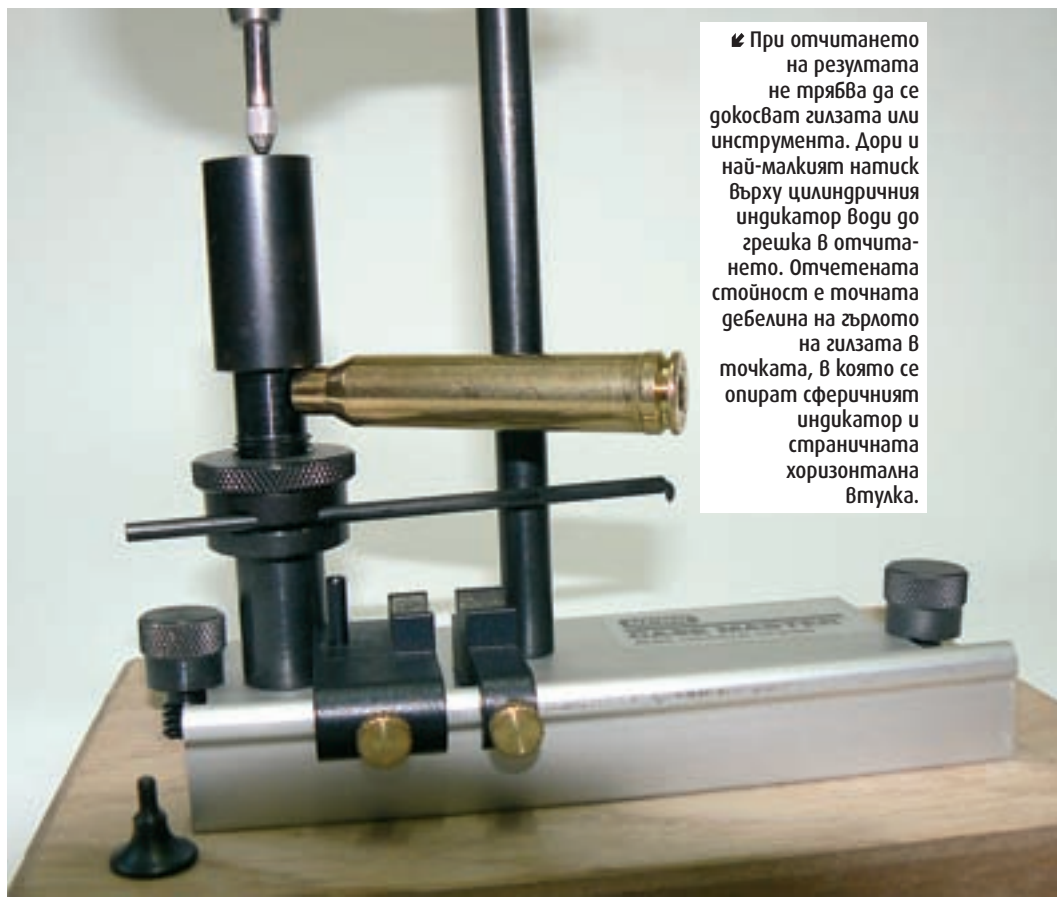 При отчитането
на резултата
не трябва да се
докосват гилзата или
инструмента. Дори и
най-малкият натиск
върху цилиндричния
индикатор води до
грешка в отчита-
нето. Отчетената
стойност е точната
дебелина на гърлото
на гилзата в
точката, в която се
опират сферичният
индикатор и
страничната
хоризонтална
втулка.
CASE MASTER